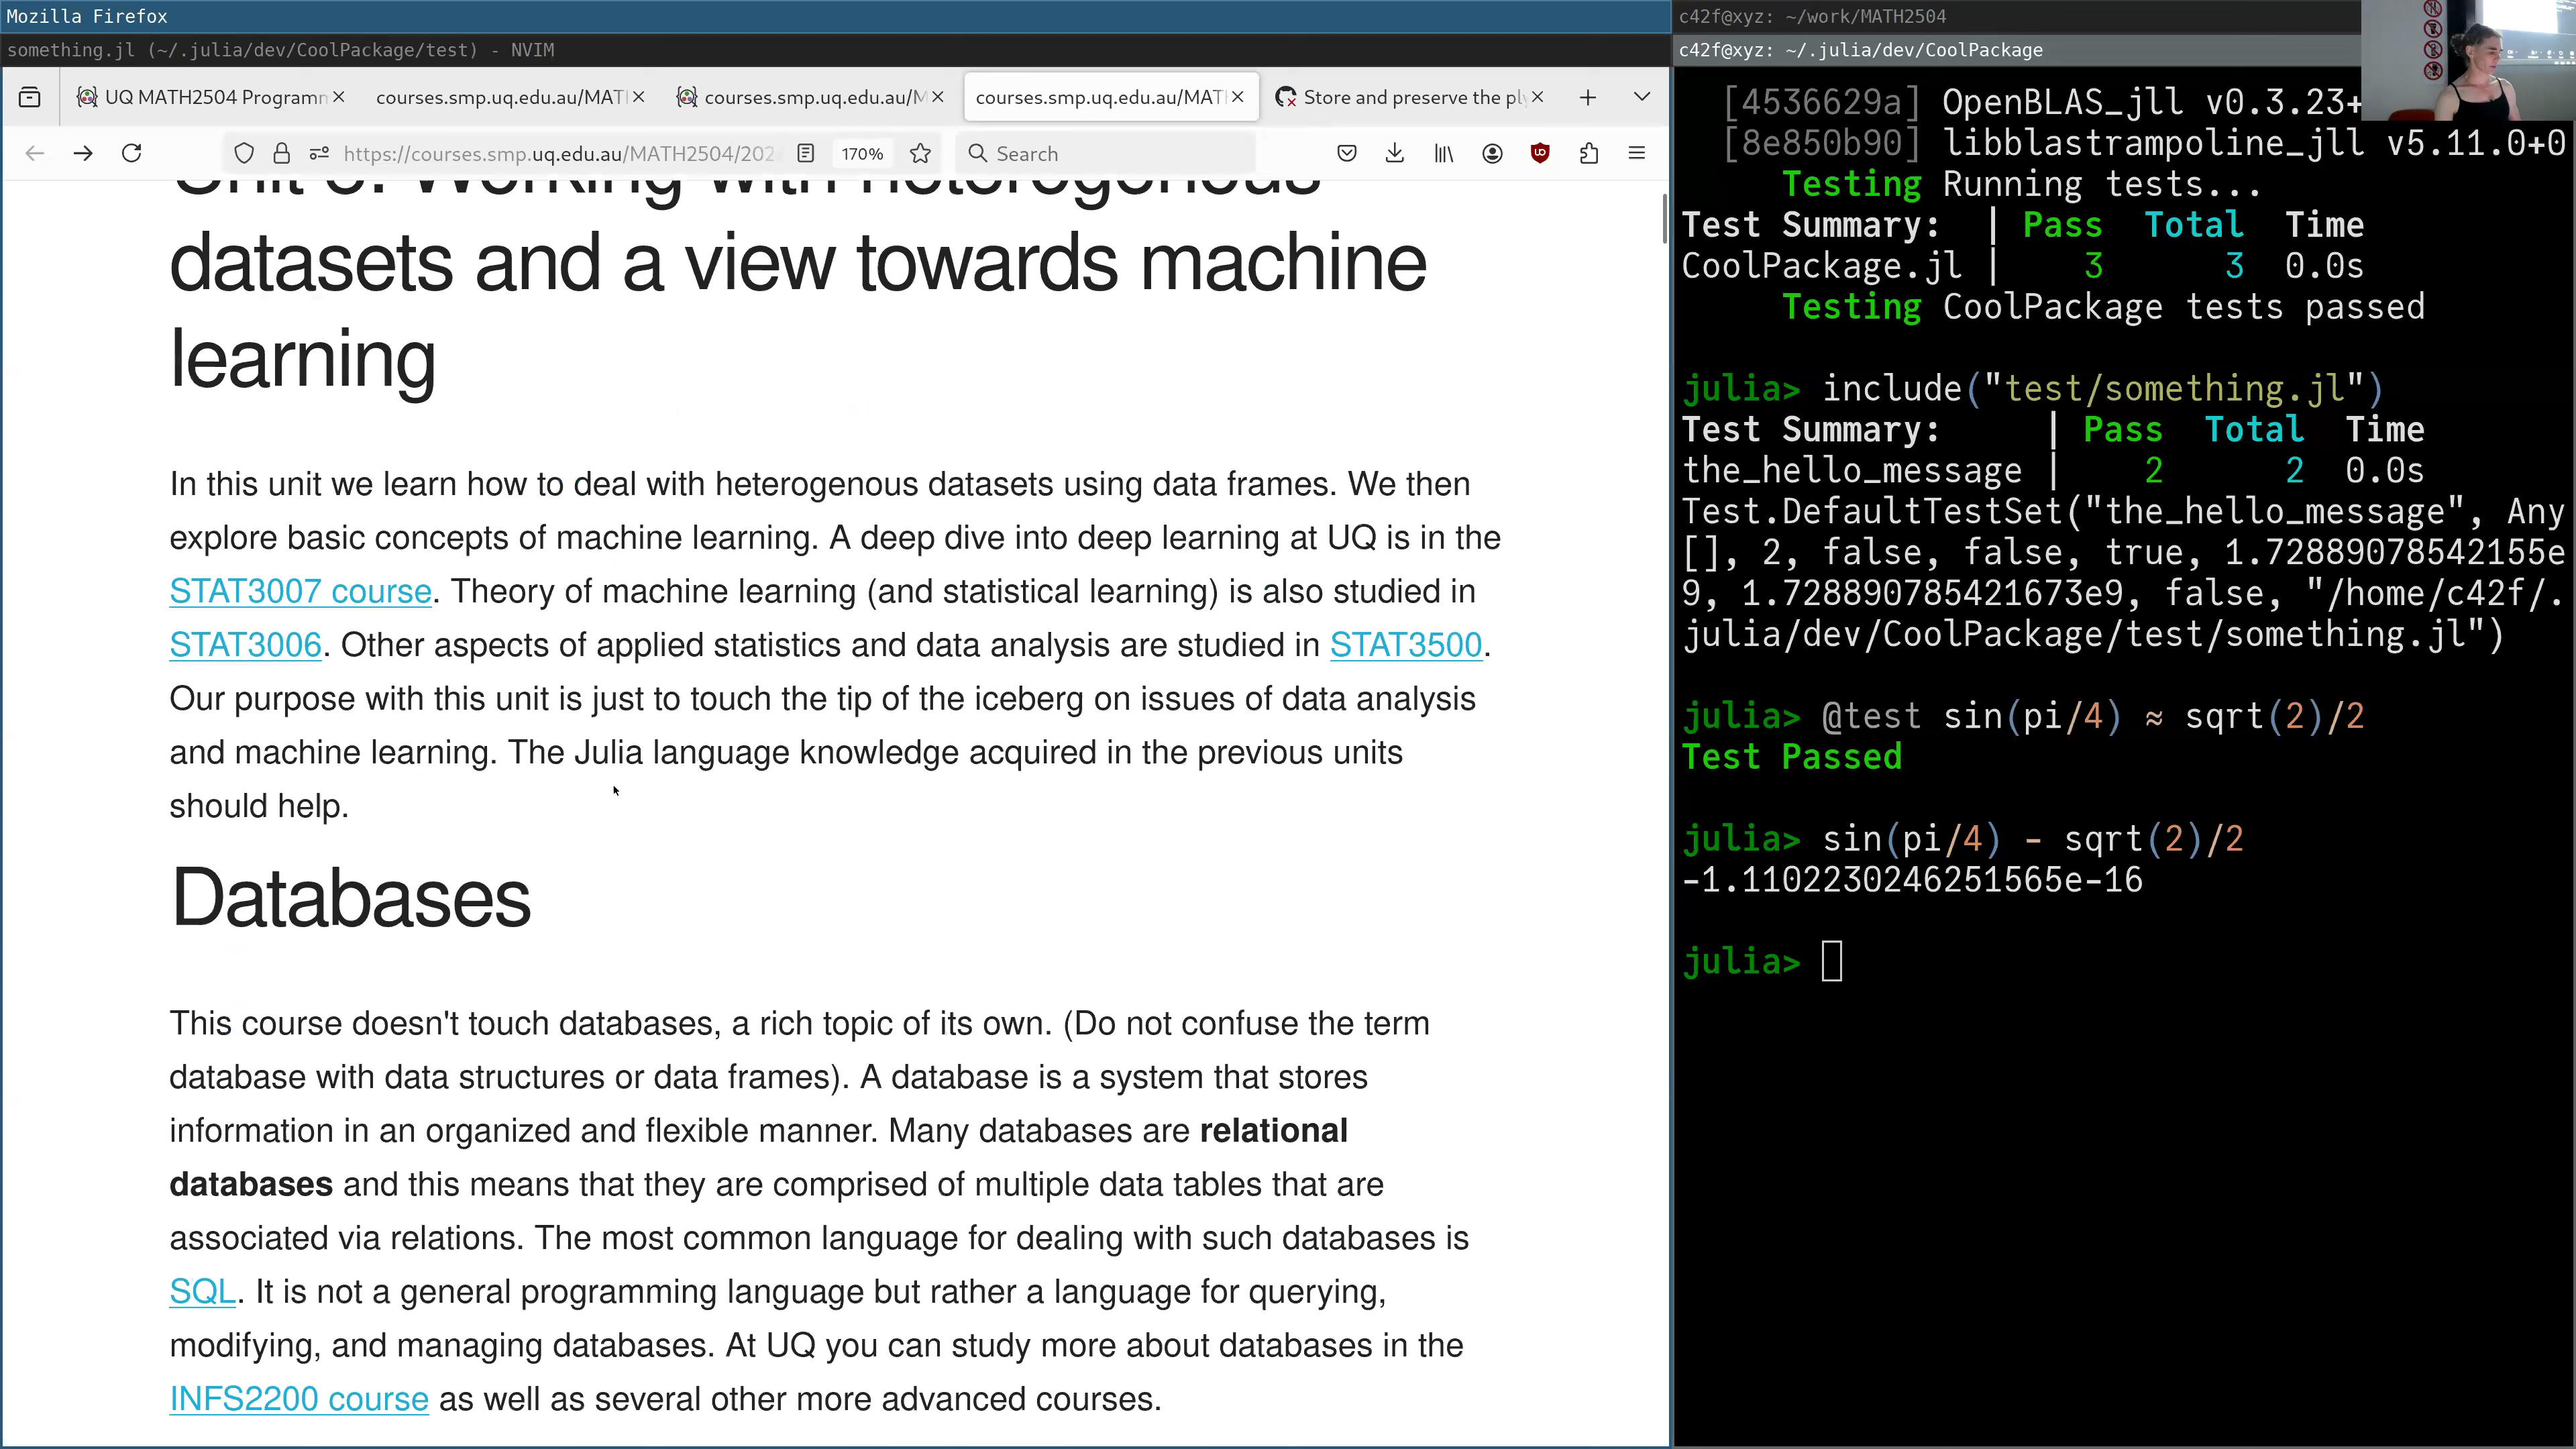 Mozilla Firefox
something.jl (~/.julia/dev/CoolPackage/test) - NVIM
UQ MATH2504 Programm
courses.smp.uq.edu.au/MATI
courses.smp.uq.edu.au/M
courses.smp.uq.edu.au/MATI
Store and preserve the ply
https://courses.smp.uq.edu.au/MATH2504/202
170%
Search
Unit 8: Working with heterogenous
datasets and a view towards machine
learning
In this unit we learn how to deal with heterogenous datasets using data frames. We then
explore basic concepts of machine learning. A deep dive into deep learning at UQ is in the
STAT3007 course. Theory of machine learning (and statistical learning) is also studied in
STAT3006. Other aspects of applied statistics and data analysis are studied in STAT3500.
Our purpose with this unit is just to touch the tip of the iceberg on issues of data analysis
and machine learning. The Julia language knowledge acquired in the previous units
should help.
Databases
This course doesn't touch databases, a rich topic of its own. (Do not confuse the term
database with data structures or data frames). A database is a system that stores
information in an organized and flexible manner. Many databases are relational
databases and this means that they are comprised of multiple data tables that are
associated via relations. The most common language for dealing with such databases is
SQL. It is not a general programming language but rather a language for querying,
modifying, and managing databases. At UQ you can study more about databases in the
INFS2200 course as well as several other more advanced courses.
c42f@xyz: ~/work/MATH2504
c42f@xyz: ~/.julia/dev/CoolPackage
[4536629a] OpenBLAS_jll v0.3.23+
[8e850b90] libblastrampoline_jll v5.11.0+0
Testing Running tests...
Test Summary: | Pass Total Time
CoolPackage.jl | 3 3 0.0s
Testing CoolPackage tests passed
julia> include("test/something.jl")
Test Summary: | Pass Total Time
the_hello_message | 2 2 0.0s
Test.DefaultTestSet("the_hello_message", Any
[], 2, false, false, true, 1.72889078542155e
9, 1.728890785421673e9, false, "/home/c42f/.
julia/dev/CoolPackage/test/something.jl")
julia> @test sin(pi/4) ≈ sqrt(2)/2
Test Passed
julia> sin(pi/4) - sqrt(2)/2
-1.1102230246251565e-16
julia>